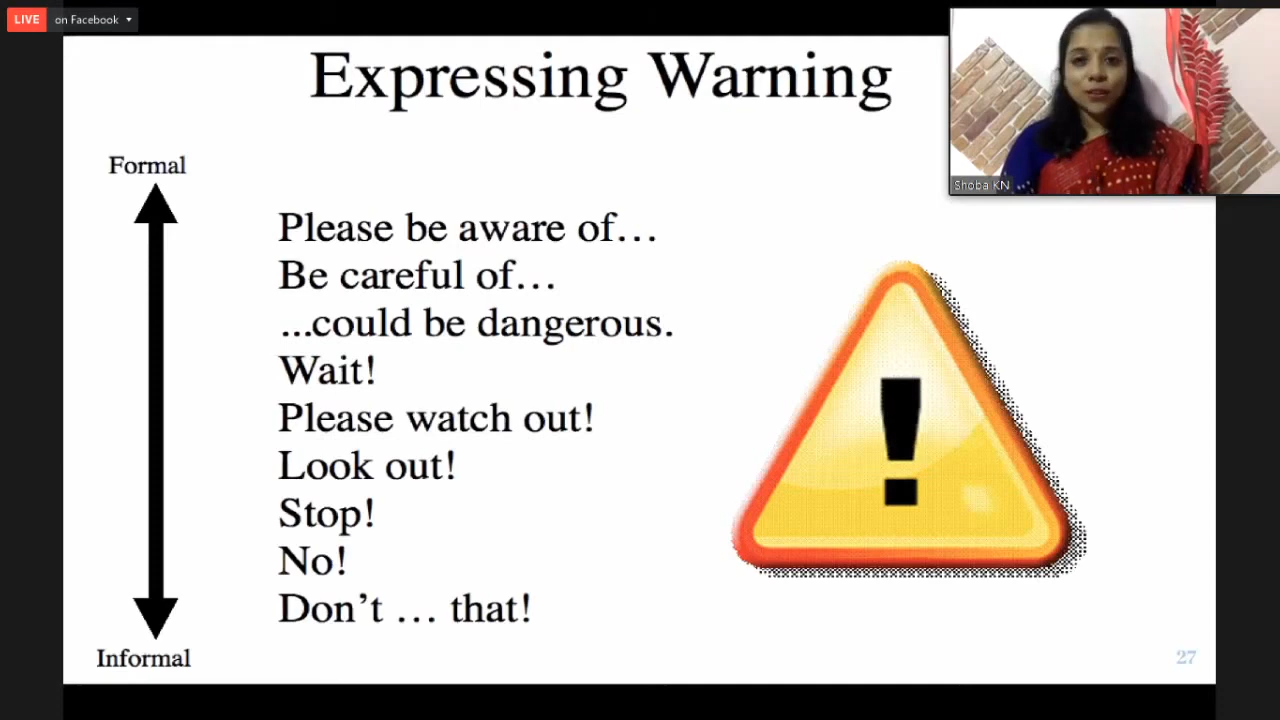 LIVE on Facebook
Expressing Warning
Shoba KN
Formal
Please be aware of…
Be careful of…
...could be dangerous.
Wait!
Please watch out!
Look out!
Stop!
No!
Don’t … that!
Informal
27
!